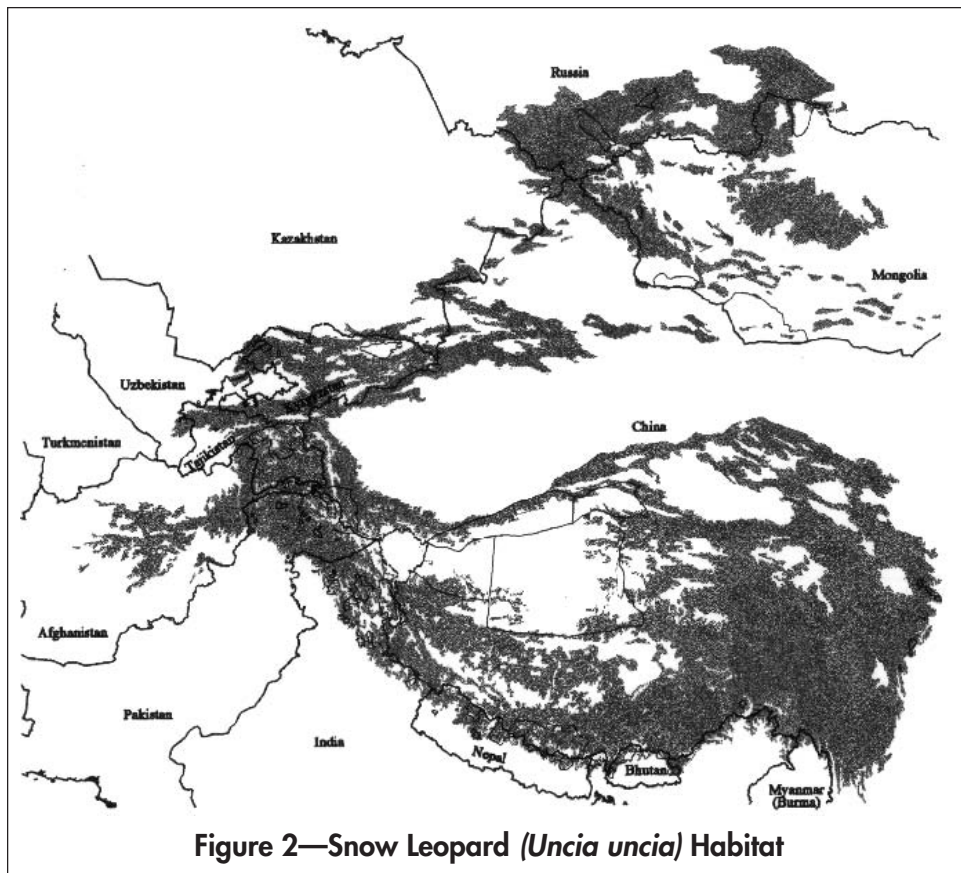 Russia
Kazakhstan
Mongolia
Uzbekistan
Kyrgyzstan
Turkmenistan
Tajikistan
China
Afghanistan
Pakistan
India
Nepal
Bhutan
Myanmar
(Burma)
Figure 2—Snow Leopard (Uncia uncia) Habitat